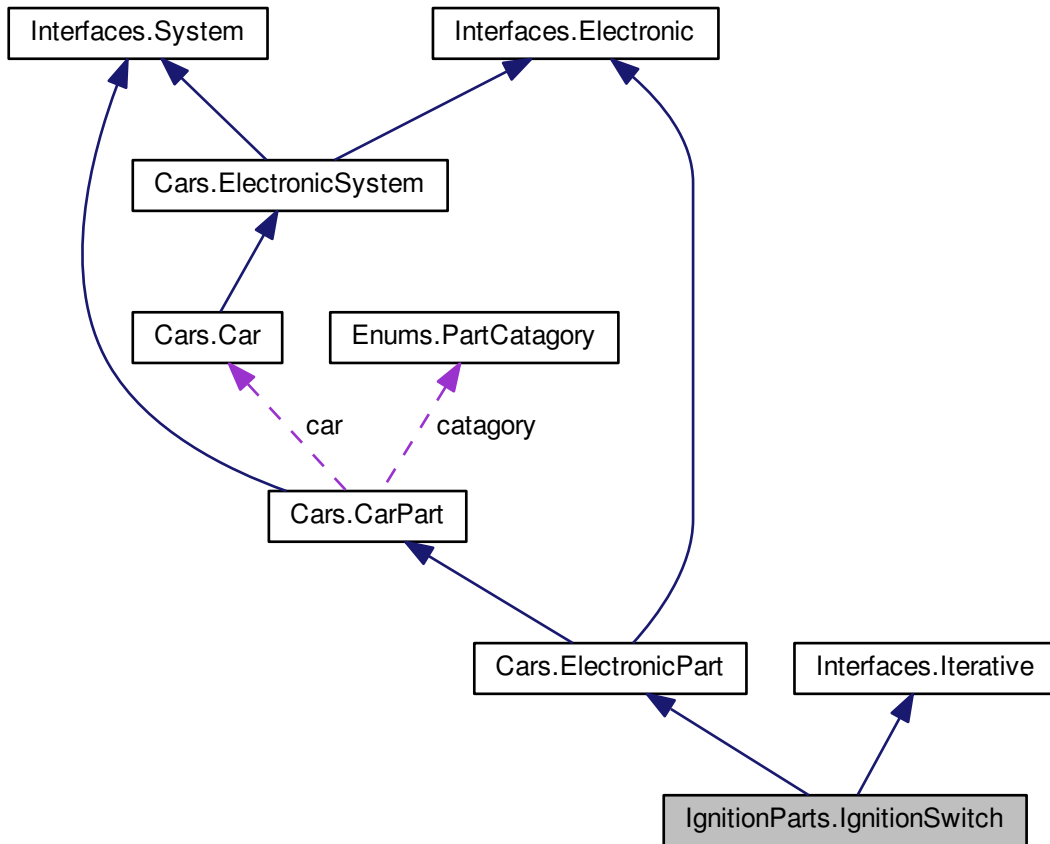 Interfaces.System
Interfaces.Electronic
Cars.ElectronicSystem
Cars.Car
Enums.PartCatagory
car
catagory
Cars.CarPart
Cars.ElectronicPart
Interfaces.Iterative
IgnitionParts.IgnitionSwitch